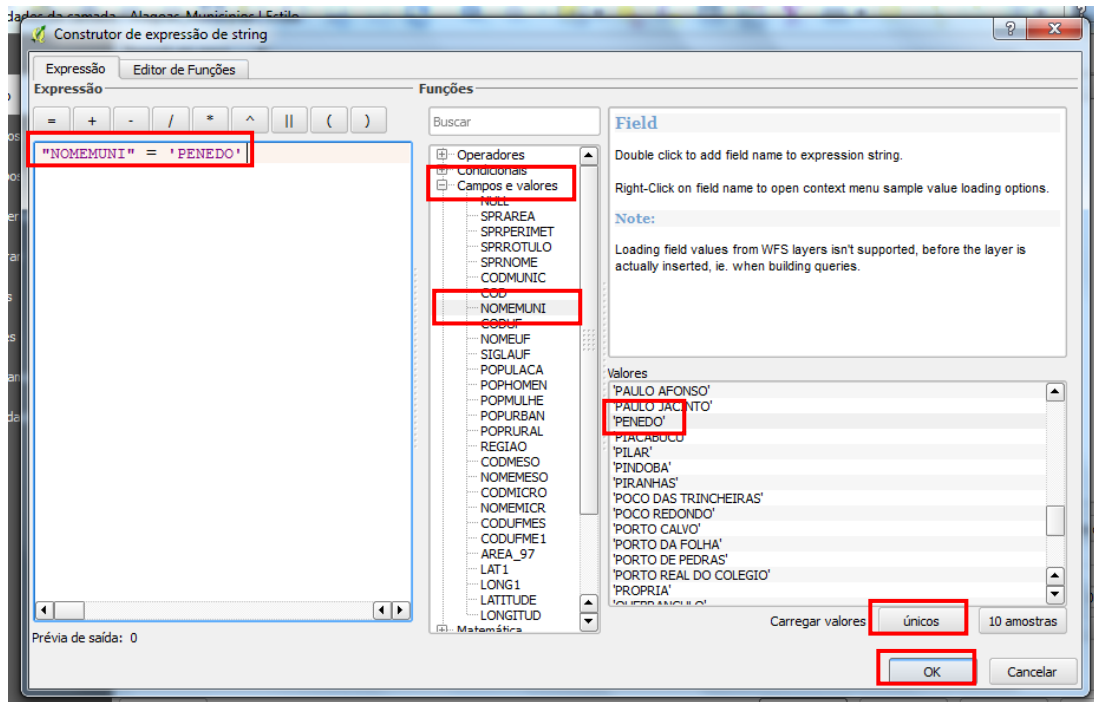 dades da camada - Alagoas_Municipios | Estilo
Construtor de expressão de string
Expressão
Editor de Funções
Expressão
Funções
= + - / * ^ || ( )
Buscar
"NOMEMUNI" = 'PENEDO'
Operadores
Condicionais
Campos e valores
NULL
SPRAREA
SPRPERIMET
SPRROTULO
SPRNOME
CODMUNIC
COD
NOMEMUNI
CODUF
NOMEUF
SIGLAUF
POPULACA
POPHOMEN
POPMULHE
POPURBAN
POPRURAL
REGIAO
CODMESO
NOMEMESO
CODMICRO
NOMEMICR
CODUFMES
CODUFME1
AREA_97
LAT1
LONG1
LATITUDE
LONGITUD
Matemática
Field
Double click to add field name to expression string.
Right-Click on field name to open context menu sample value loading options.
Note:
Loading field values from WFS layers isn't supported, before the layer is
actually inserted, ie. when building queries.
Valores
'PAULO AFONSO'
'PAULO JACINTO'
'PENEDO'
'PIACABUCU'
'PILAR'
'PINDOBA'
'PIRANHAS'
'POCO DAS TRINCHEIRAS'
'POCO REDONDO'
'PORTO CALVO'
'PORTO DA FOLHA'
'PORTO DE PEDRAS'
'PORTO REAL DO COLEGIO'
'PROPRIA'
'QUEBRANGULO'
Carregar valores
únicos
10 amostras
Prévia de saída: 0
OK
Cancelar